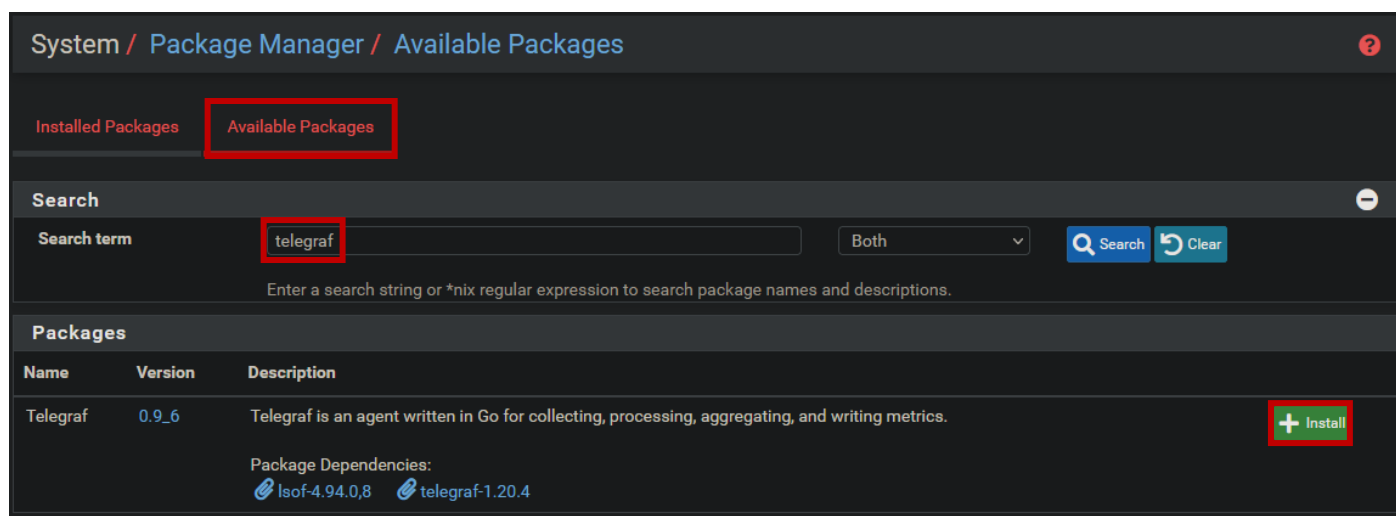 System / Package Manager / Available Packages
Installed Packages Available Packages
Search
Search term telegraf Both Search Clear
Enter a search string or *nix regular expression to search package names and descriptions.
Packages
Name Version Description
Telegraf 0.9_6 Telegraf is an agent written in Go for collecting, processing, aggregating, and writing metrics. Install
Package Dependencies:
lsof-4.94.0,8 telegraf-1.20.4